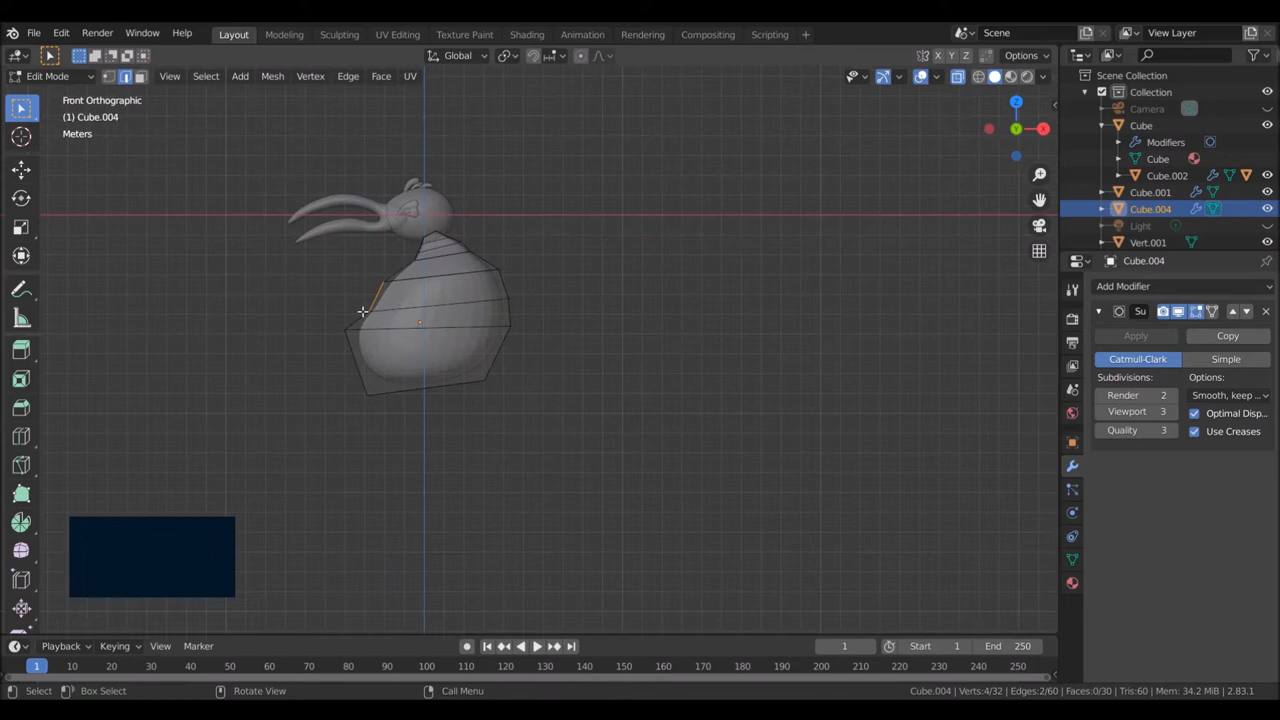 File Edit Render Window Help Layout Modeling Sculpting UV Editing Texture Paint Shading Animation Rendering Compositing Scripting + Scene View Layer
Global X Y Z Options
Edit Mode View Select Add Mesh Vertex Edge Face UV
Front Orthographic
(1) Cube.004
Meters
Z
Y
X
Scene Collection
Collection
Camera
Cube
Modifiers
Cube
Cube.002
Cube.001
Cube.004
Light
Vert.001
Cube.004
Add Modifier
Su
Apply Copy
Catmull-Clark Simple
Subdivisions: Options:
Render 2 Smooth, keep ...
Viewport 3 Optimal Disp...
Quality 3 Use Creases
Playback Keying View Marker 1 Start 1 End 250
1 10 20 30 40 50 60 70 80 90 100 110 120 130 140 150 160 170 180 190 200 210 220 230 240 250
Select Box Select Rotate View Call Menu Cube.004 | Verts:4/32 | Edges:2/60 | Faces:0/30 | Tris:60 | Mem: 34.2 MiB | 2.83.1